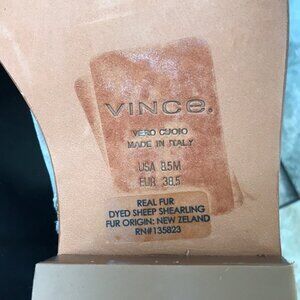 VINCE.
VERO CUOIO
MADE IN ITALY
USA 8.5M
EUR 38.5
REAL FUR
DYED SHEEP SHEARLING
FUR ORIGIN: NEW ZELAND
RN#135823